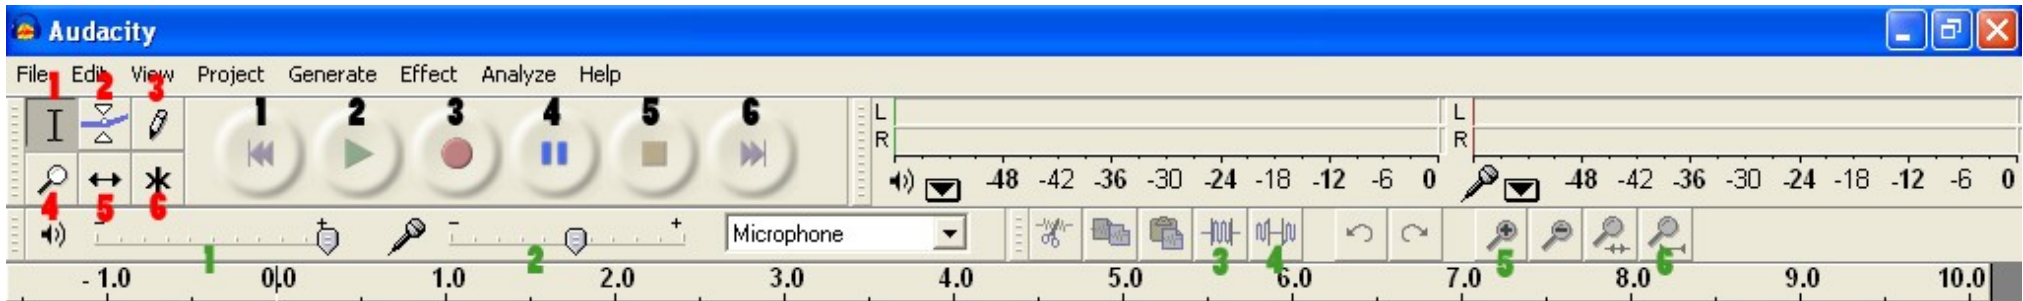 Audacity
File Edit View Project Generate Effect Analyze Help
1 2 3 1 2 3 4 5 6 L L
R R
-48 -42 -36 -30 -24 -18 -12 -6 0 -48 -42 -36 -30 -24 -18 -12 -6 0
4 5 6
- + - + Microphone
1 2 3 4 5 6
- 1.0 0,0 1.0 2.0 3.0 4.0 5.0 6.0 7.0 8.0 9.0 10.0